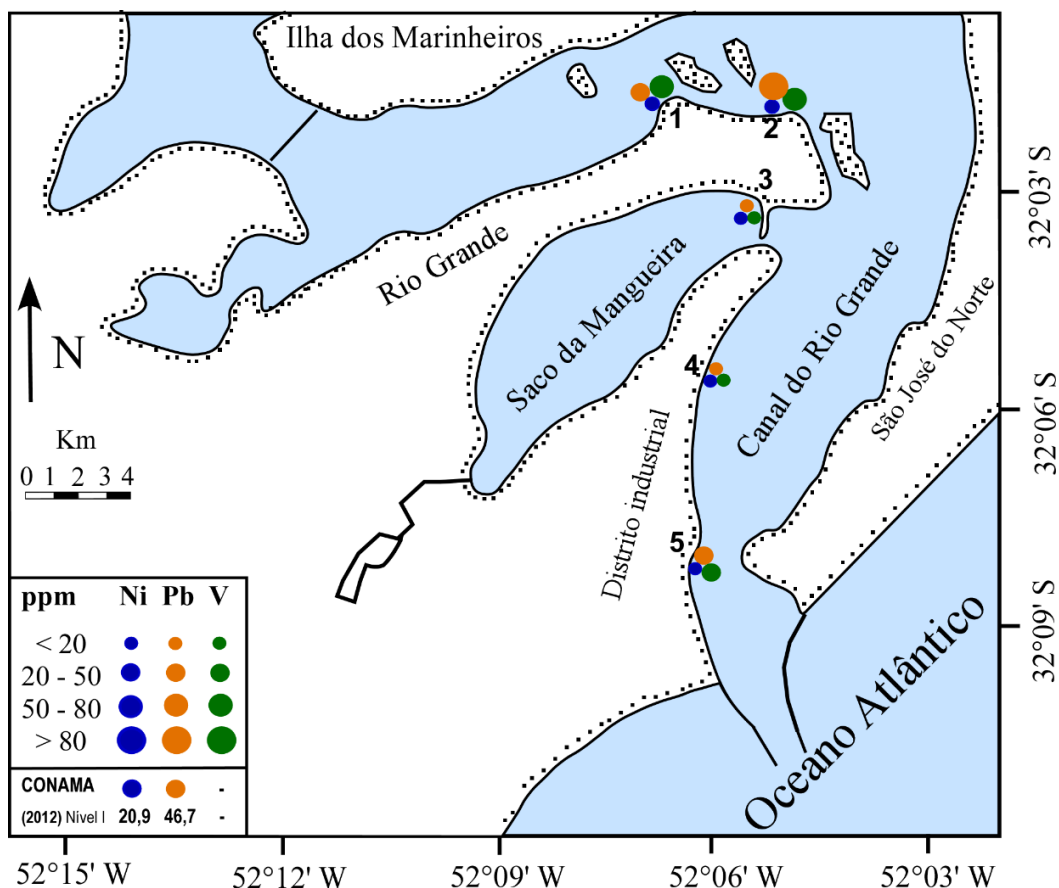 Ilha dos Marinheiros
1
2
3
32°03' S
Rio Grande
Saco da Mangueira
Canal do Rio Grande
São José do Norte
N
4
32°06' S
Km
0 1 2 3 4
Distrito industrial
5
ppm Ni Pb V
< 20
20 - 50
50 - 80
> 80
CONAMA -
(2012) Nível I 20,9 46,7 -
32°09' S
Oceano Atlântico
52°15' W 52°12' W 52°09' W 52°06' W 52°03' W